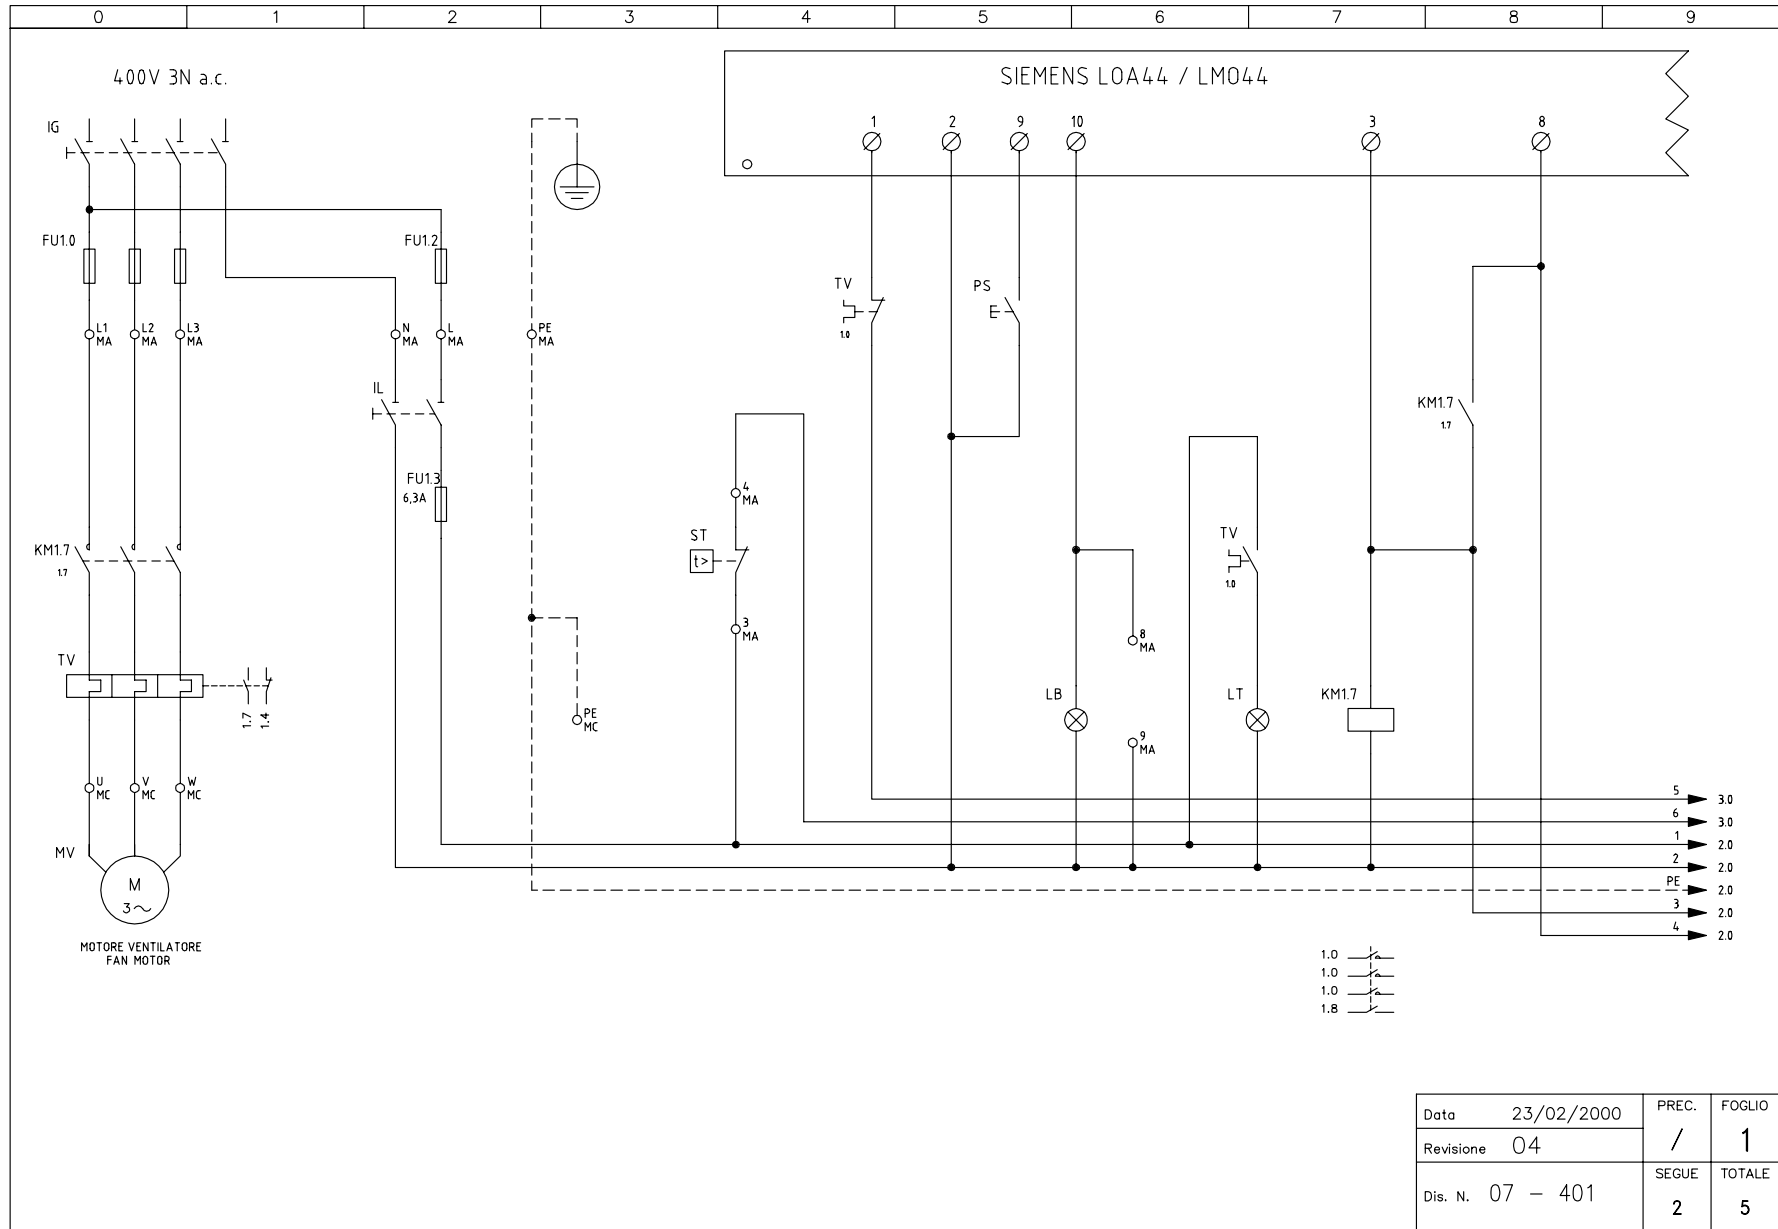 0 1 2 3 4 5 6 7 8 9
400V 3N a.c.
SIEMENS LOA44 / LMO44
IG
1 2 9 10 3 8
FU1.0
FU1.2
TV
1.0
PS
L1 MA
L2 MA
L3 MA
N MA
L MA
PE MA
IL
KM1.7
1.7
FU1.3
6,3A
4 MA
ST
t>
TV
1.0
KM1.7
1.7
3 MA
8 MA
TV
1.7
1.4
PE MC
LB
LT
KM1.7
9 MA
U MC
V MC
W MC
5 3.0
6 3.0
1 2.0
2 2.0
PE 2.0
3 2.0
4 2.0
MV
M
3~
MOTORE VENTILATORE
FAN MOTOR
1.0
1.0
1.0
1.8
Data 23/02/2000
PREC.
/
FOGLIO
1
Revisione 04
Dis. N. 07 - 401
SEGUE
2
TOTALE
5